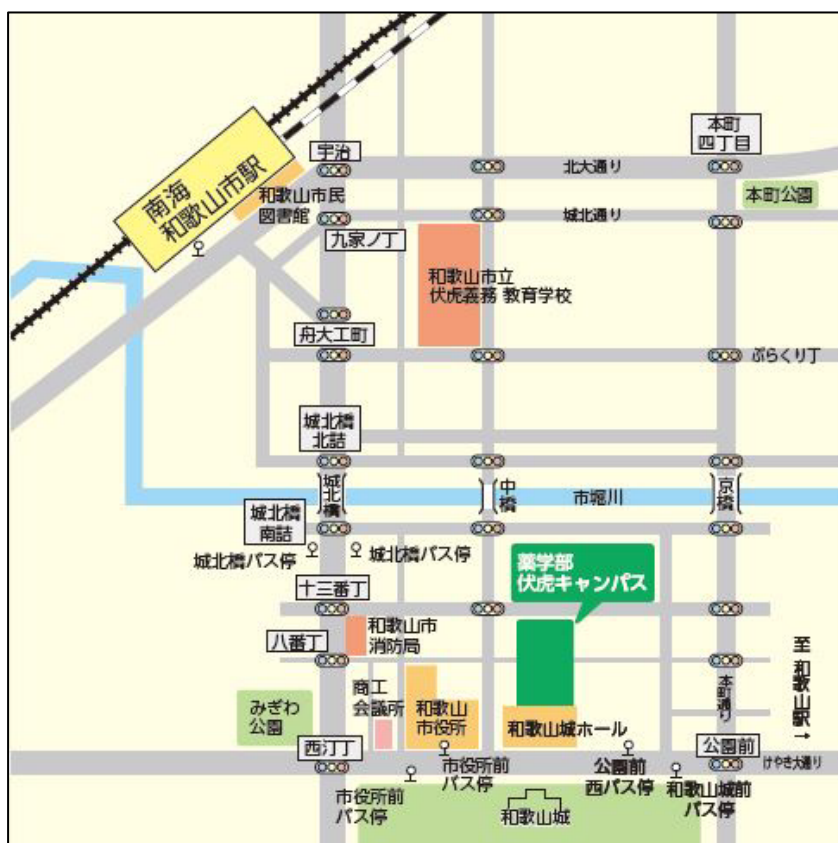 本町
四丁目
宇治
北大通り
南海
和歌山市駅
和歌山市民
図書館
本町公園
城北通り
九家ノ丁
和歌山市立
伏虎義務 教育学校
舟大工町
ぶらくり丁
城北橋
北詰
城北橋
中橋
市堀川
京橋
城北橋
南詰
城北橋バス停
城北橋バス停
薬学部
伏虎キャンパス
十三番丁
和歌山市
消防局
八番丁
至 和歌山駅→
本町通り
みぎわ
公園
商工
会議所
和歌山
市役所
和歌山城ホール
西汀丁
公園前
けやき大通り
市役所前
バス停
市役所前
バス停
公園前
西バス停
和歌山城前
バス停
和歌山城